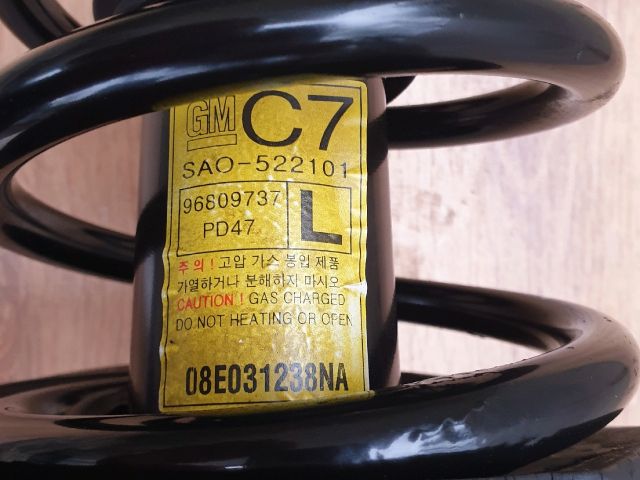 GM C7
SAO-522101
96809737 L
PD47
주 의 ! 고압 가스 봉입 제품
가열하거나 분해하지 마시오
CAUTION ! GAS CHARGED
DO NOT HEATING OR OPEN
08E031238NA